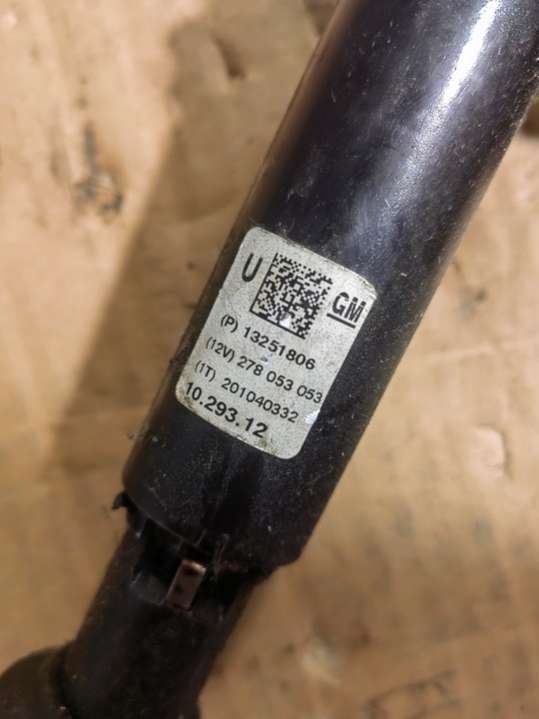 U GM
(P) 13251806
(12V) 278 053 053
(1T) 201040332
10.293.12